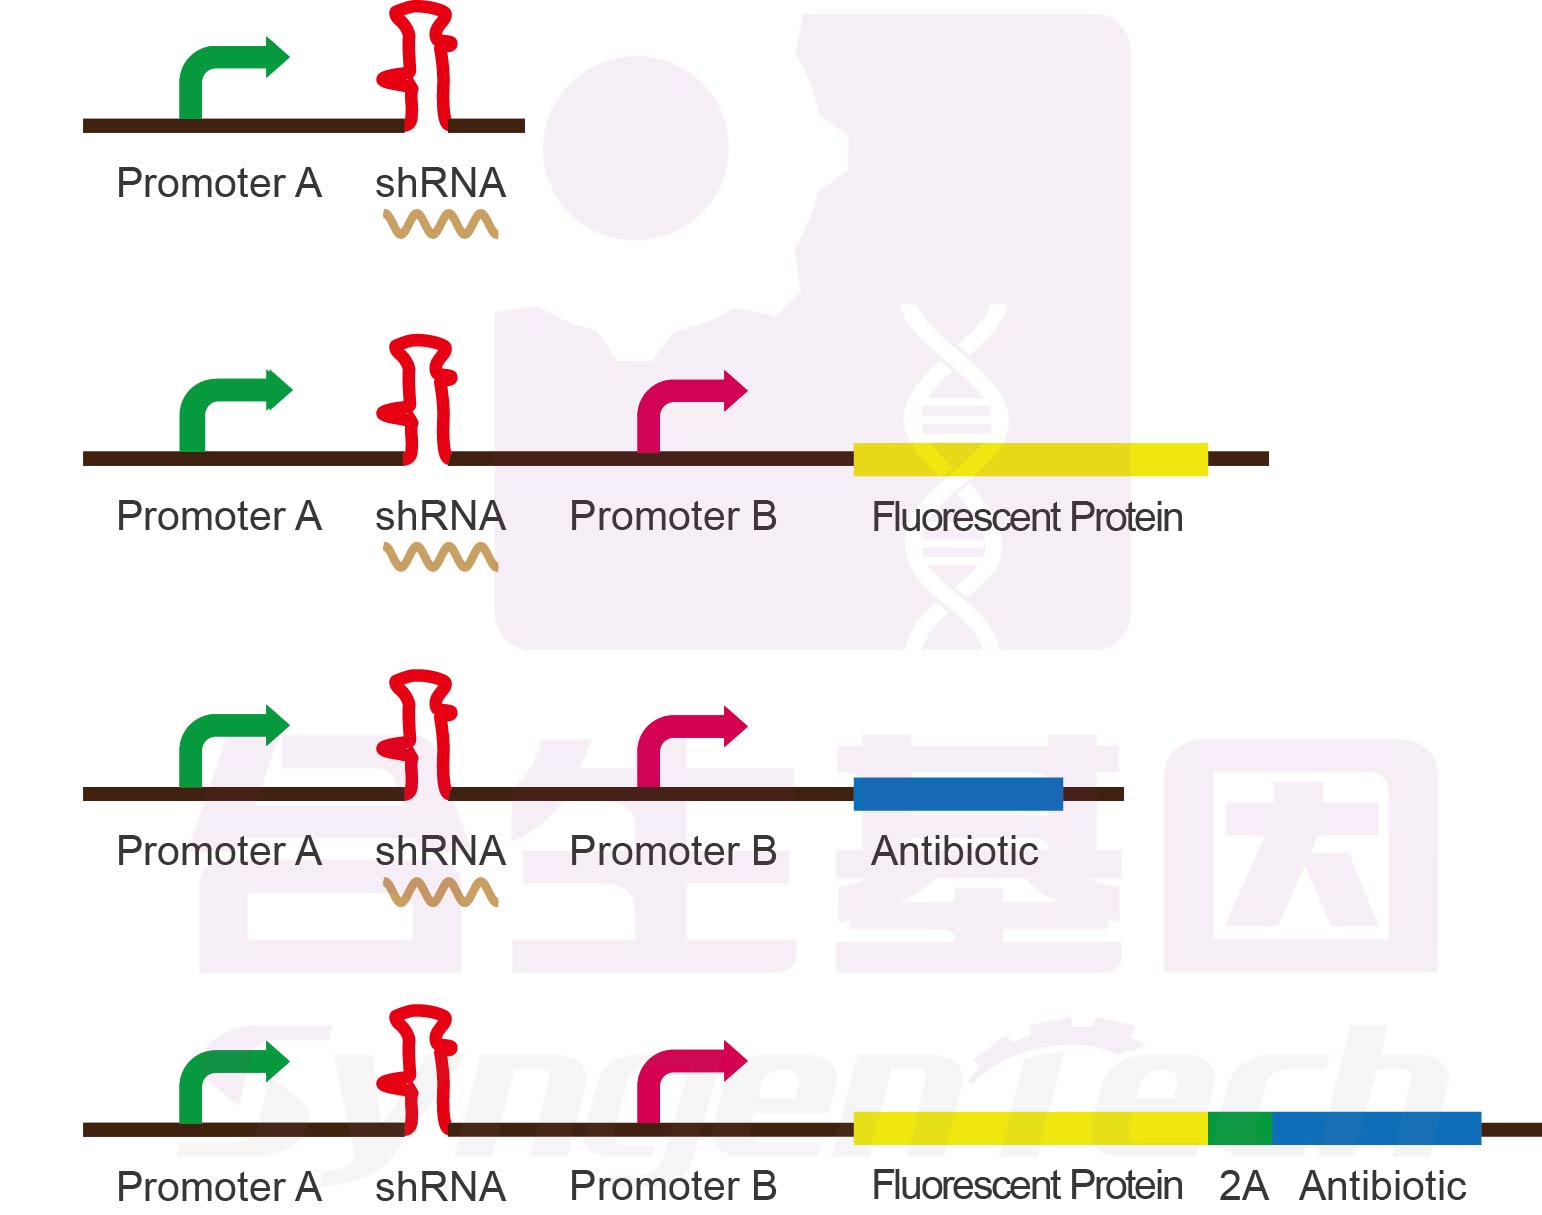 Promoter A shRNA
Promoter A shRNA Promoter B Fluorescent Protein
Promoter A shRNA Promoter B Antibiotic
合生基因
Promoter A shRNA Promoter B Fluorescent Protein 2A Antibiotic
SyngenTech